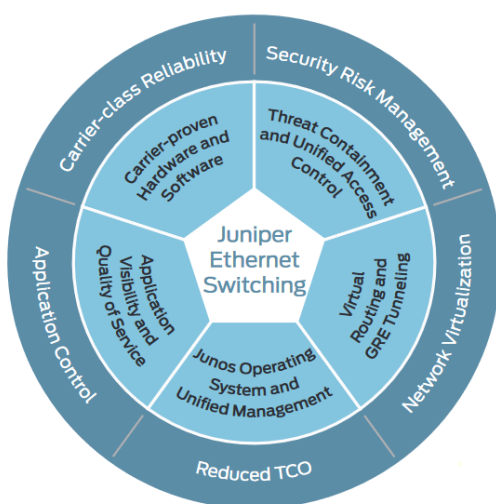 Carrier-class Reliability
Security Risk Management
Carrier-proven
Hardware and
Software
Threat Containment
and Unified Access
Control
Juniper
Ethernet
Switching
Application Control
Application
Visibility and
Quality of Service
Virtual
Routing and
GRE Tunneling
Network Virtualization
Junos Operating
System and
Unified Management
Reduced TCO